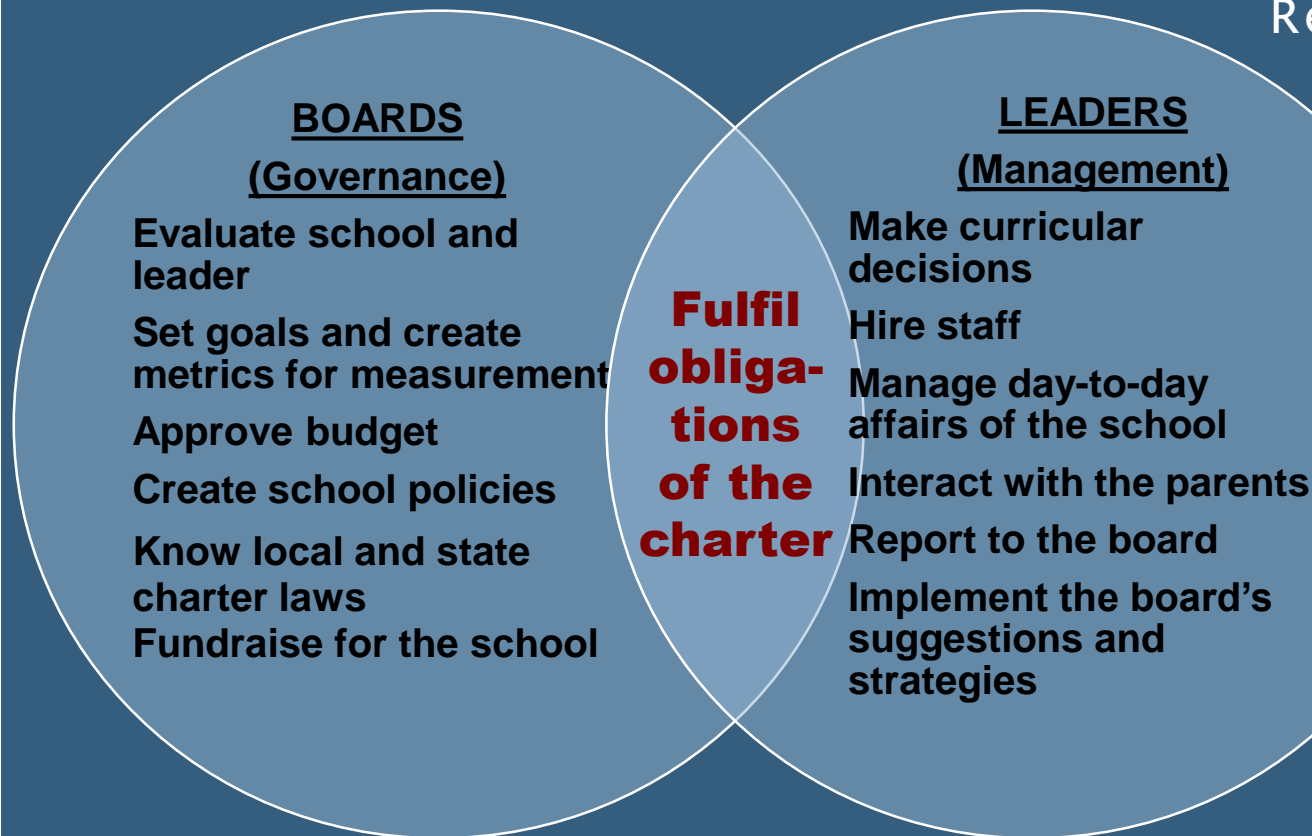 Re
BOARDS
(Governance)
Evaluate school and
leader
Set goals and create
metrics for measurement
Approve budget
Create school policies
Know local and state
charter laws
Fundraise for the school
Fulfil
obliga-
tions
of the
charter
LEADERS
(Management)
Make curricular
decisions
Hire staff
Manage day-to-day
affairs of the school
Interact with the parents
Report to the board
Implement the board’s
suggestions and
strategies